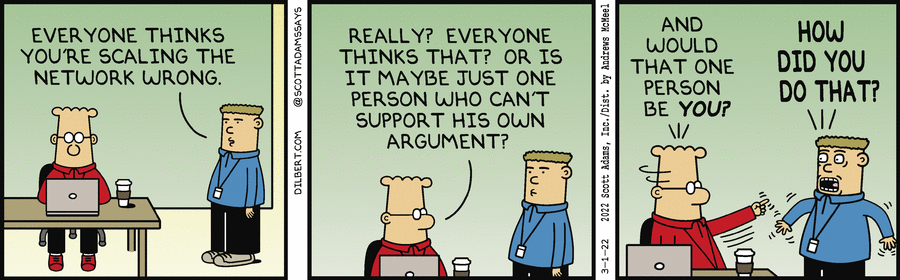 EVERYONE THINKS
YOU'RE SCALING THE
NETWORK WRONG.
DILBERT.COM @SCOTTADAMSSAYS
REALLY? EVERYONE
THINKS THAT? OR IS
IT MAYBE JUST ONE
PERSON WHO CAN'T
SUPPORT HIS OWN
ARGUMENT?
3-1-22 2022 Scott Adams, Inc./Dist. by Andrews McMeel
AND
WOULD
THAT ONE
PERSON
BE YOU?
HOW
DID YOU
DO THAT?